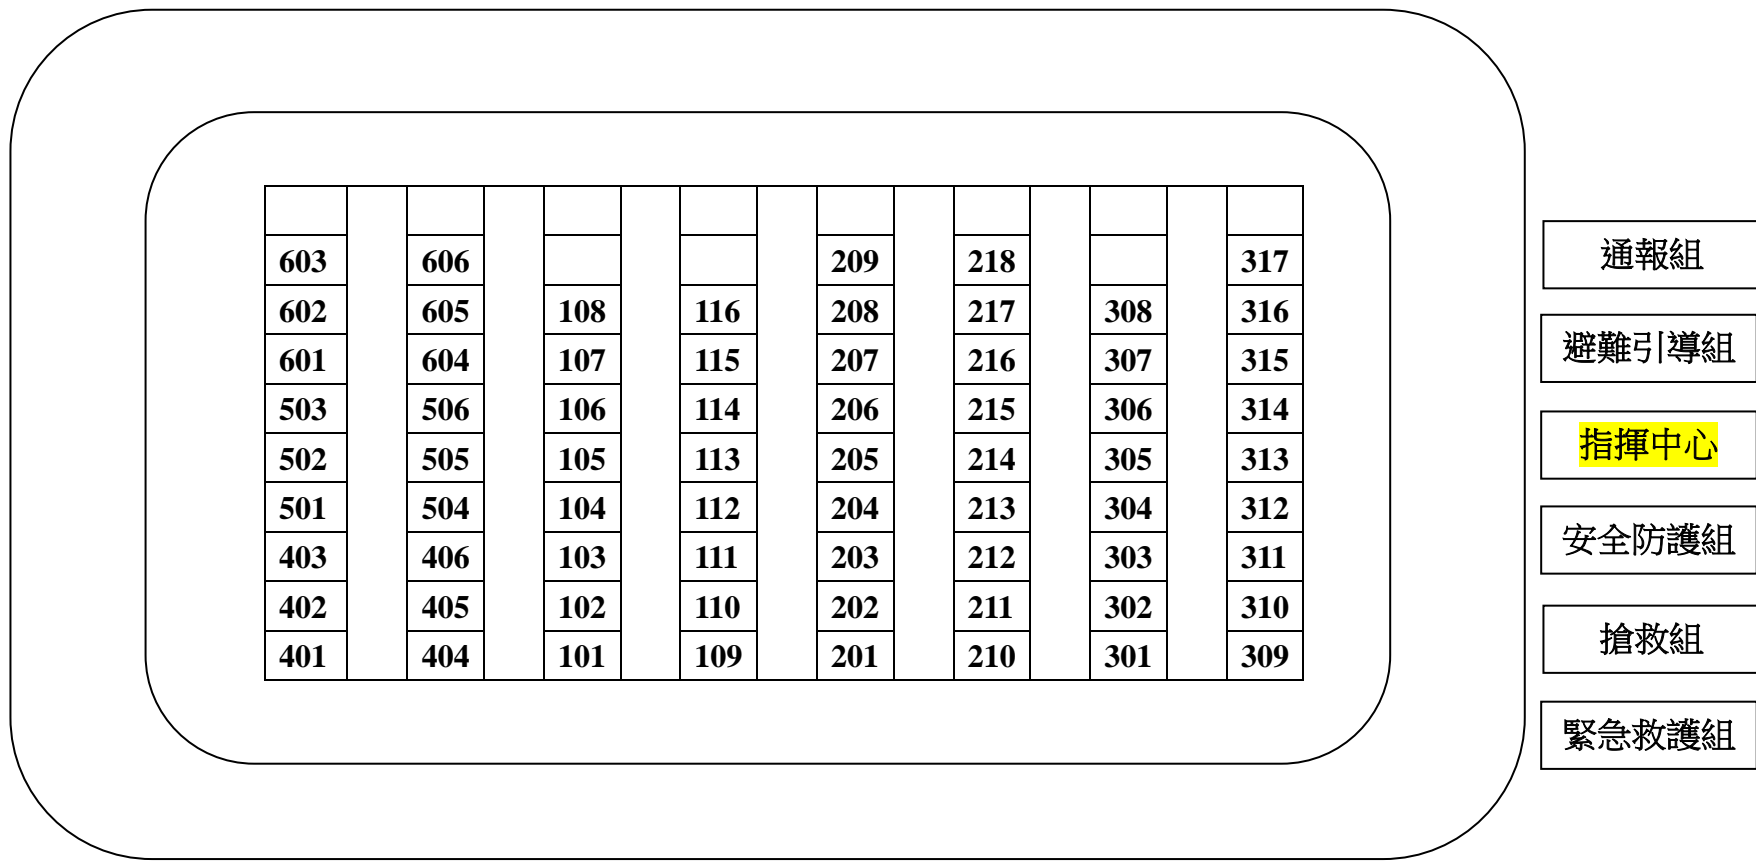 603 606 209 218 317
602 605 108 116 208 217 308 316
601 604 107 115 207 216 307 315
503 506 106 114 206 215 306 314
502 505 105 113 205 214 305 313
501 504 104 112 204 213 304 312
403 406 103 111 203 212 303 311
402 405 102 110 202 211 302 310
401 404 101 109 201 210 301 309
通報組
避難引導組
指揮中心
安全防護組
搶救組
緊急救護組